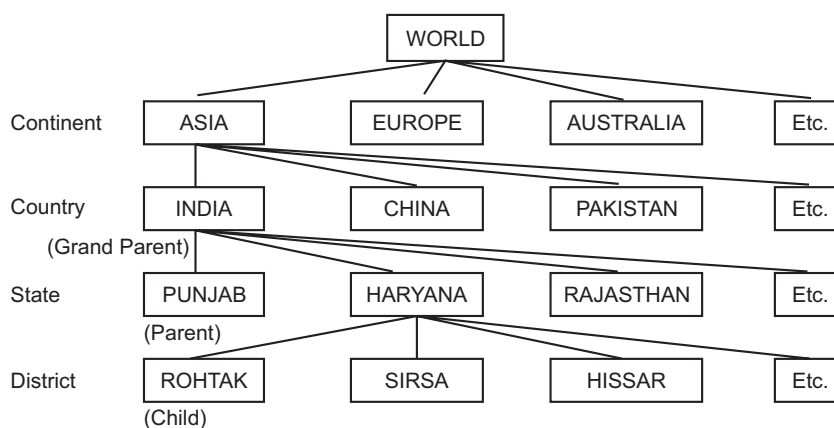 WORLD
Continent ASIA EUROPE AUSTRALIA Etc.
Country INDIA CHINA PAKISTAN Etc.
(Grand Parent)
State PUNJAB HARYANA RAJASTHAN Etc.
(Parent)
District ROHTAK SIRSA HISSAR Etc.
(Child)